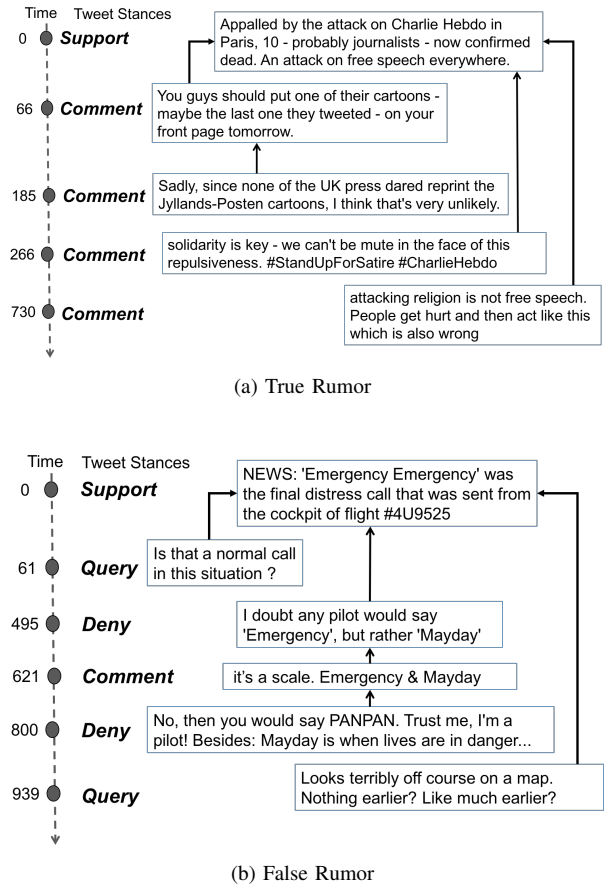 Time Tweet Stances
0 Support
Appalled by the attack on Charlie Hebdo in
Paris, 10 - probably journalists - now confirmed
dead. An attack on free speech everywhere.
66 Comment
You guys should put one of their cartoons -
maybe the last one they tweeted - on your
front page tomorrow.
185 Comment
Sadly, since none of the UK press dared reprint the
Jyllands-Posten cartoons, I think that's very unlikely.
266 Comment
solidarity is key - we can't be mute in the face of this
repulsiveness. #StandUpForSatire #CharlieHebdo
730 Comment
attacking religion is not free speech.
People get hurt and then act like this
which is also wrong
(a) True Rumor
Time Tweet Stances
0 Support
NEWS: 'Emergency Emergency' was
the final distress call that was sent from
the cockpit of flight #4U9525
61 Query
Is that a normal call
in this situation ?
495 Deny
I doubt any pilot would say
'Emergency', but rather 'Mayday'
621 Comment
it's a scale. Emergency & Mayday
800 Deny
No, then you would say PANPAN. Trust me, I'm a
pilot! Besides: Mayday is when lives are in danger...
939 Query
Looks terribly off course on a map.
Nothing earlier? Like much earlier?
(b) False Rumor